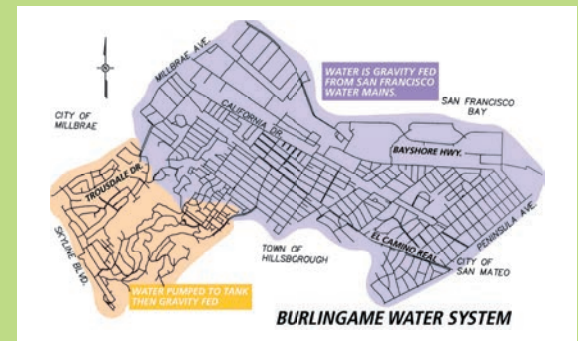 MILLBRAE AVE.
WATER IS GRAVITY FED
FROM SAN FRANCISCO
WATER MAINS.
SAN FRANCISCO
BAY
CITY OF
MILLBRAE
CALIFORNIA DR.
BAYSHORE HWY.
TROUSDALE DR.
SKYLINE BLVD.
EL CAMINO REAL
PENINSULA AVE.
TOWN OF
HILLSBOROUGH
CITY OF
SAN MATEO
WATER PUMPED TO TANK
THEN GRAVITY FED
BURLINGAME WATER SYSTEM